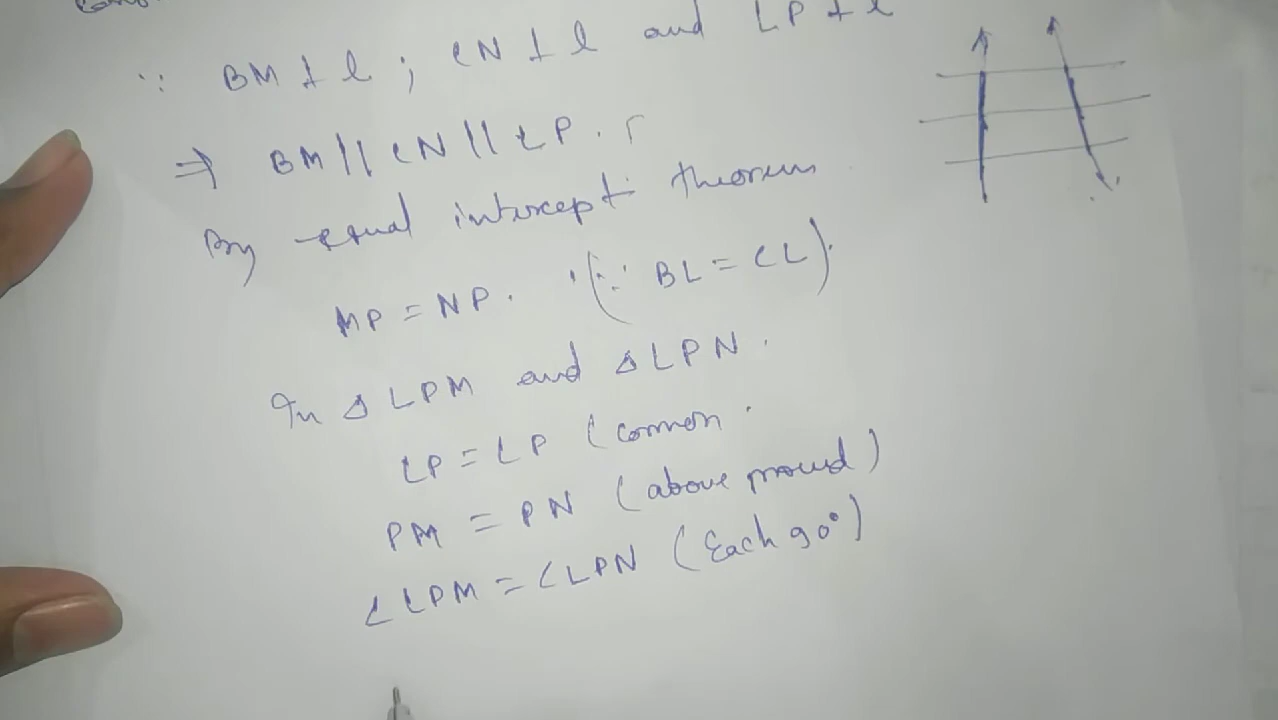 ∵ BM ⊥ l ; CN ⊥ l and LP ⊥ l
⇒ BM || CN || LP .
By equal intercept theorem
MP = NP . (∵ BL = CL)
In Δ LPM and Δ LPN .
LP = LP (common .
PM = PN (above proved)
∠LPM = ∠LPN (Each 90°)